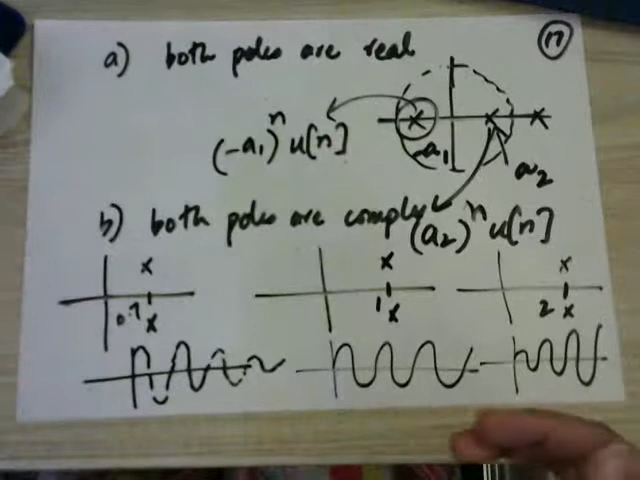 17
a) both poles are real
(-a₁)ⁿ u[n]
-a₁
a₂
b) both poles are complex
(a₂)ⁿ u[n]
0.7
1
2